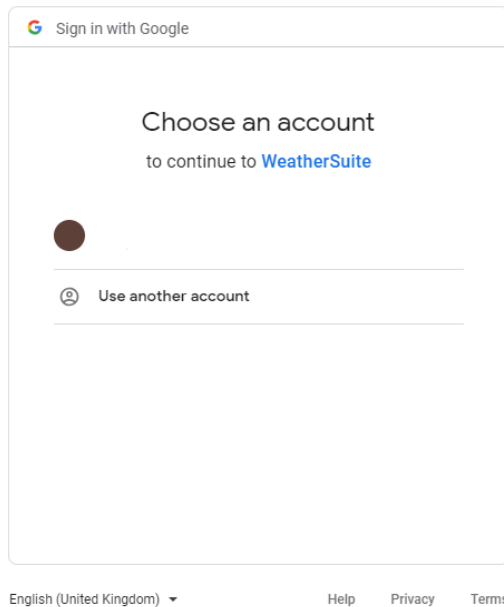 Sign in with Google
Choose an account
to continue to WeatherSuite
Use another account
English (United Kingdom)
Help Privacy Terms